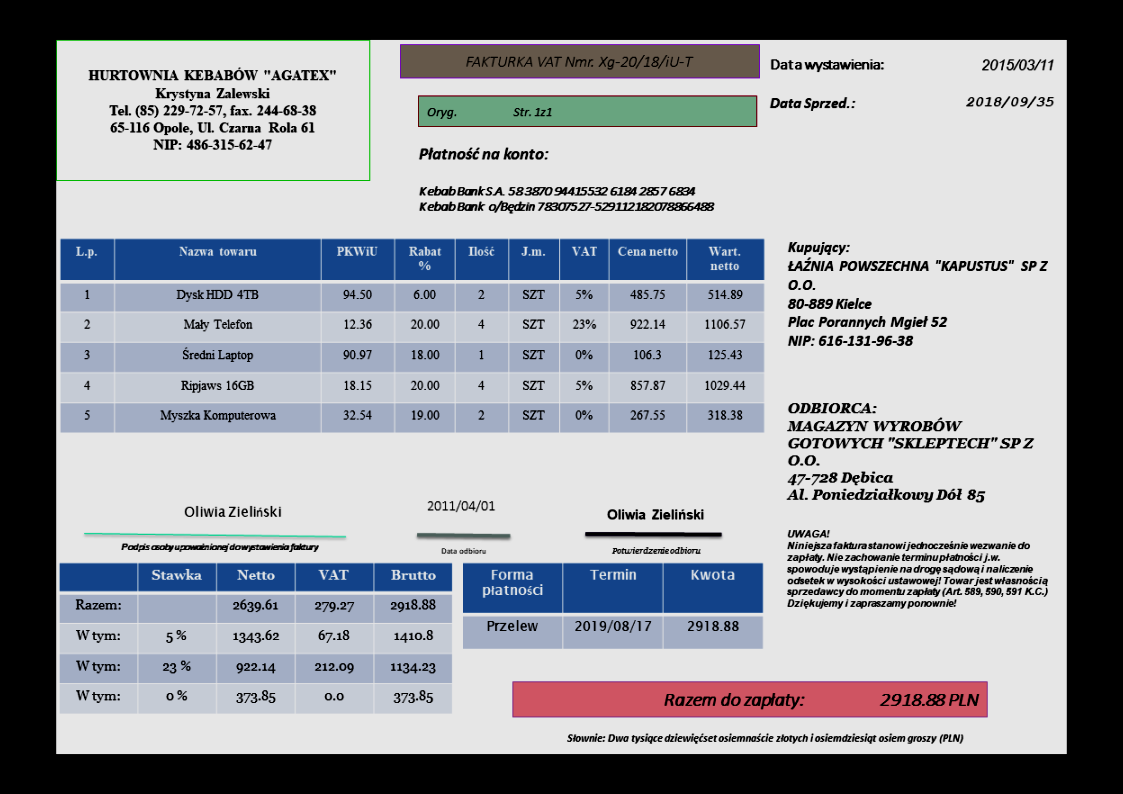 HURTOWNIA KEBABÓW "AGATEX"
Krystyna Zalewski
Tel. (85) 229-72-57, fax. 244-68-38
65-116 Opole, Ul. Czarna Rola 61
NIP: 486-315-62-47
FAKTURKA VAT Nmr. Xg-20/18/iU-T
Oryg. Str. 1z1
Data wystawienia: 2015/03/11
Data Sprzed.: 2018/09/35
Płatność na konto:
Kebab Bank S.A. 58 3870 94415532 6184 2857 6834
Kebab Bank o/Będzin 78307527-529112182078866488
L.p. Nazwa towaru PKWiU Rabat % Ilość J.m. VAT Cena netto Wart. netto
1 Dysk HDD 4TB 94.50 6.00 2 SZT 5% 485.75 514.89
2 Mały Telefon 12.36 20.00 4 SZT 23% 922.14 1106.57
3 Średni Laptop 90.97 18.00 1 SZT 0% 106.3 125.43
4 Ripjaws 16GB 18.15 20.00 4 SZT 5% 857.87 1029.44
5 Myszka Komputerowa 32.54 19.00 2 SZT 0% 267.55 318.38
Kupujący:
ŁAŹNIA POWSZECHNA "KAPUSTUS" SP Z
O.O.
80-889 Kielce
Plac Porannych Mgieł 52
NIP: 616-131-96-38
ODBIORCA:
MAGAZYN WYROBÓW
GOTOWYCH "SKLEPTECH" SP Z
O.O.
47-728 Dębica
Al. Poniedziałkowy Dół 85
Oliwia Zieliński
Podpis osoby upoważnionej do wystawienia faktury
2011/04/01
Data odbioru
Oliwia Zieliński
Potwierdzenie odbioru
UWAGA!
Niniejsza faktura stanowi jednocześnie wezwanie do
zapłaty. Nie zachowanie terminu płatności j.w.
spowoduje wystąpienie na drogę sądową i naliczenie
odsetek w wysokości ustawowej! Towar jest własnością
sprzedawcy do momentu zapłaty (Art. 589, 590, 591 K.C.)
Dziękujemy i zapraszamy ponownie!
Stawka Netto VAT Brutto
Razem: 2639.61 279.27 2918.88
W tym: 5 % 1343.62 67.18 1410.8
W tym: 23 % 922.14 212.09 1134.23
W tym: 0 % 373.85 0.0 373.85
Forma płatności Termin Kwota
Przelew 2019/08/17 2918.88
Razem do zapłaty: 2918.88 PLN
Słownie: Dwa tysiące dziewięćset osiemnaście złotych i osiemdziesiąt osiem groszy (PLN)